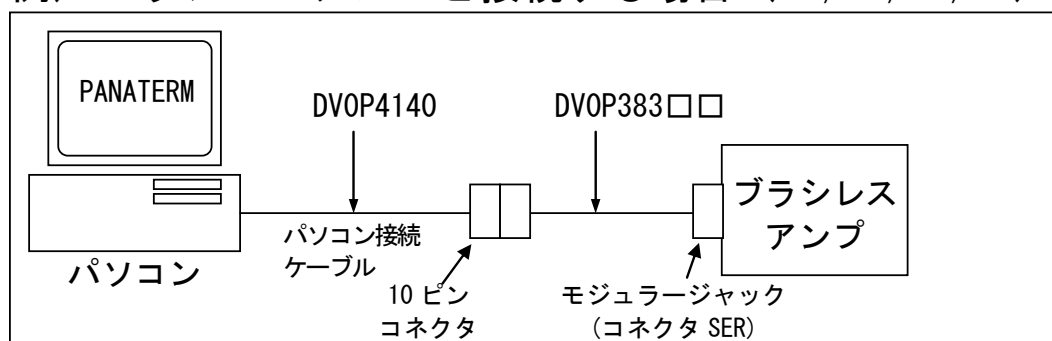 PANATERM
DV0P4140
DV0P383□□
ブラシレス
アンプ
パソコン接続
ケーブル
パソコン
10ピン
コネクタ
モジュラージャック
(コネクタ SER)